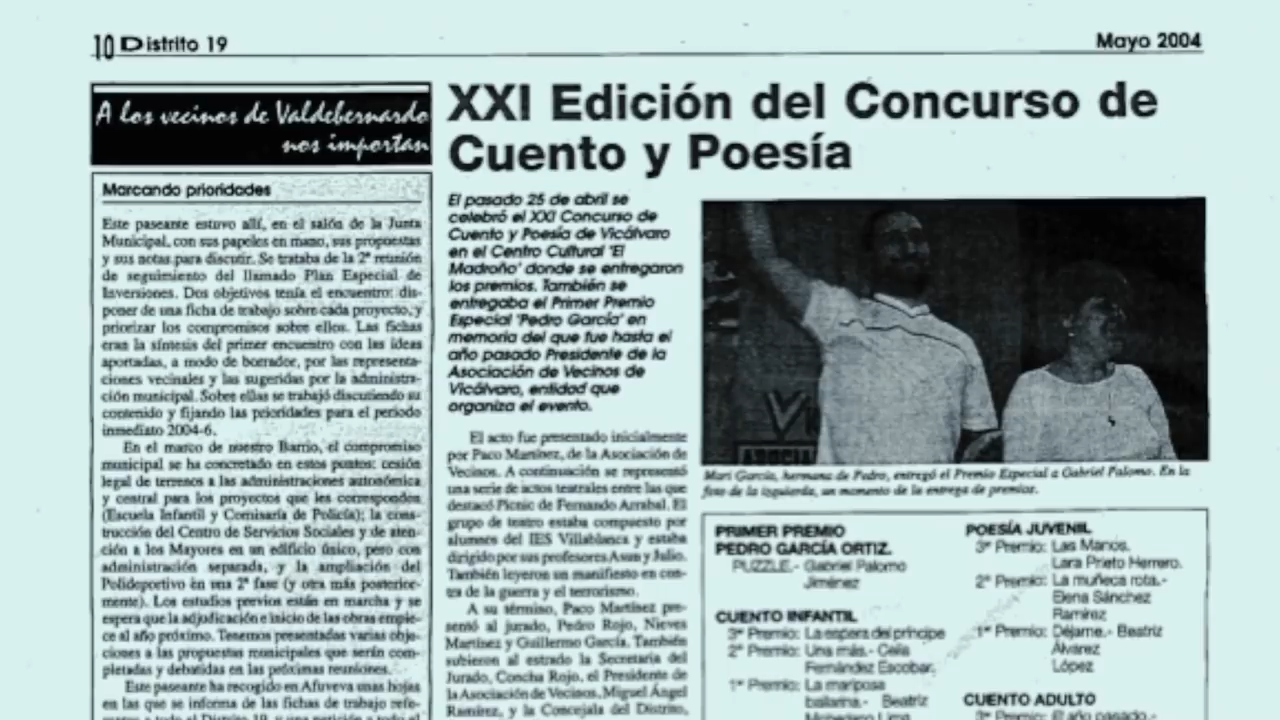 10 Distrito 19
Mayo 2004
A los vecinos de Valdebernardo
nos importan
Marcando prioridades
Este paseante estuvo allí, en el salón de la Junta
Municipal, con sus papeles en mano, sus propuestas
y sus notas para discutir. Se trataba de la 2ª reunión
de seguimiento del llamado Plan Especial de
Inversiones. Dos objetivos tenía el encuentro: dis-
poner de una ficha de trabajo sobre cada proyecto, y
priorizar los compromisos sobre ellos. Las fichas
eran la síntesis del primer encuentro con las ideas
aportadas, a modo de borrador, por las representa-
ciones vecinales y las sugeridas por la administra-
ción municipal. Sobre ellas se trabajó discutiendo su
contenido y fijando las prioridades para el periodo
inmediato 2004-6.
En el marco de nuestro Barrio, el compromiso
municipal se ha concretado en estos puntos: cesión
legal de terrenos a las administraciones autonómica
y central para los proyectos que les corresponden
(Escuela Infantil y Comisaría de Policía); la cons-
trucción del Centro de Servicios Sociales y de aten-
ción a los Mayores en un edificio único, pero con
administración separada, y la ampliación del
Polideportivo en una 2ª fase (y otra más posterior-
mente). Los estudios previos están en marcha y se
espera que la adjudicación e inicio de las obras empie-
ce al año próximo. Tenemos presentadas varias obje-
ciones a las propuestas municipales que serán com-
pletadas y debatidas en las próximas reuniones.
Este paseante ha recogido en Afuveva unas hojas
en las que se informa de las fichas de trabajo refe-
XXI Edición del Concurso de
Cuento y Poesía
El pasado 25 de abril se
celebró el XXI Concurso de
Cuento y Poesía de Vicálvaro
en el Centro Cultural 'El
Madroño' donde se entregaron
los premios. También se
entregaba el Primer Premio
Especial 'Pedro García' en
memoria del que fue hasta el
año pasado Presidente de la
Asociación de Vecinos de
Vicálvaro, entidad que
organiza el evento.
El acto fue presentado inicialmente
por Paco Martínez, de la Asociación de
Vecinos. A continuación se representó
una serie de actos teatrales entre las que
destacó Picnic de Fernando Arrabal. El
grupo de teatro estaba compuesto por
alumnos del IES Villablanca y estaba
dirigido por sus profesores Asun y Julio.
También leyeron un manifiesto en con-
tra de la guerra y el terrorismo.
A su término, Paco Martínez pre-
sentó al jurado, Pedro Rojo, Nieves
Martínez y Guillermo García. También
subieron al estrado la Secretaria del
Jurado, Concha Rojo, el Presidente de
la Asociación de Vecinos, Miguel Ángel
Ramírez, y la Concejala del Distrito,
Mari García, hermana de Pedro, entregó el Premio Especial a Gabriel Palomo. En la
foto de la izquierda, un momento de la entrega de premios.
PRIMER PREMIO
PEDRO GARCÍA ORTIZ.
PUZZLE.- Gabriel Palomo
Jiménez
CUENTO INFANTIL
3er Premio: La espera del príncipe
2º Premio: Una más.- Celia
Fernández Escobar.
1er Premio: La mariposa
bailarina.- Beatriz
POESÍA JUVENIL
3er Premio: Las Manos.
Lara Prieto Herrero.
2º Premio: La muñeca rota.-
Elena Sánchez
Ramírez
1er Premio: Déjame.- Beatriz
Álvarez
López
CUENTO ADULTO
3er Premio: El año pasado.-